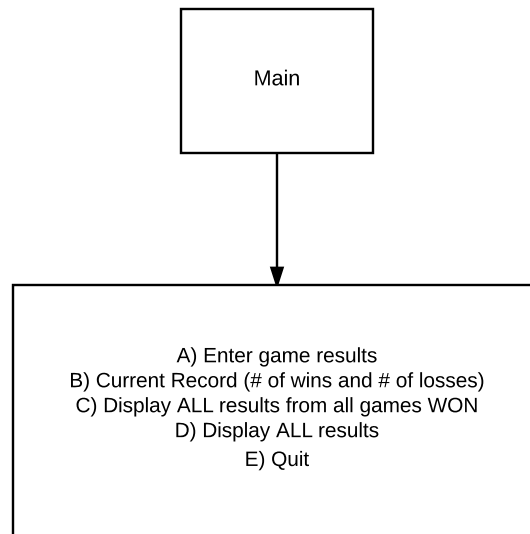 Main
A) Enter game results
B) Current Record (# of wins and # of losses)
C) Display ALL results from all games WON
D) Display ALL results
E) Quit